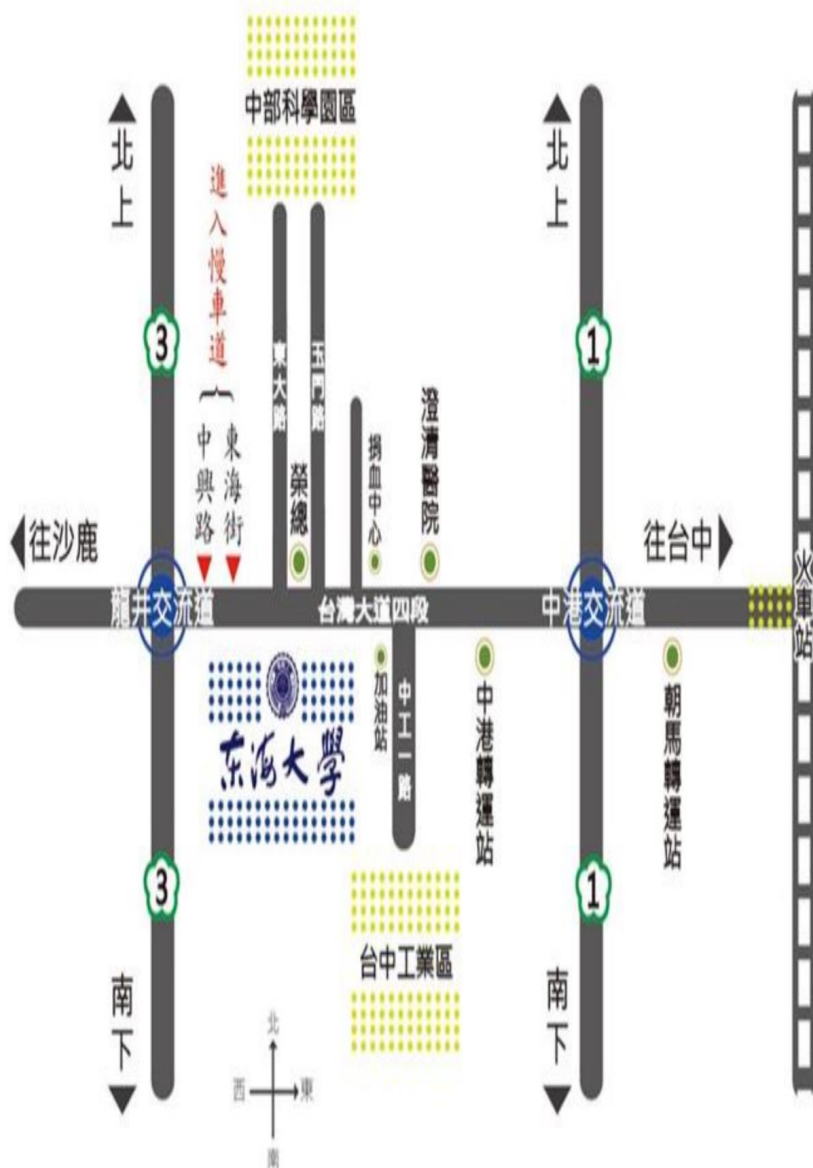 中部科學園區
北上
北上
進入慢車道
3
1
東大路
玉門路
中興路
東海街
榮總
捐血中心
澄清醫院
往沙鹿
往台中
龍井交流道
台灣大道四段
中港交流道
火車站
东海大學
加油站
中工一路
中港轉運站
朝馬轉運站
3
1
台中工業區
南下
南下
北
西
東
南